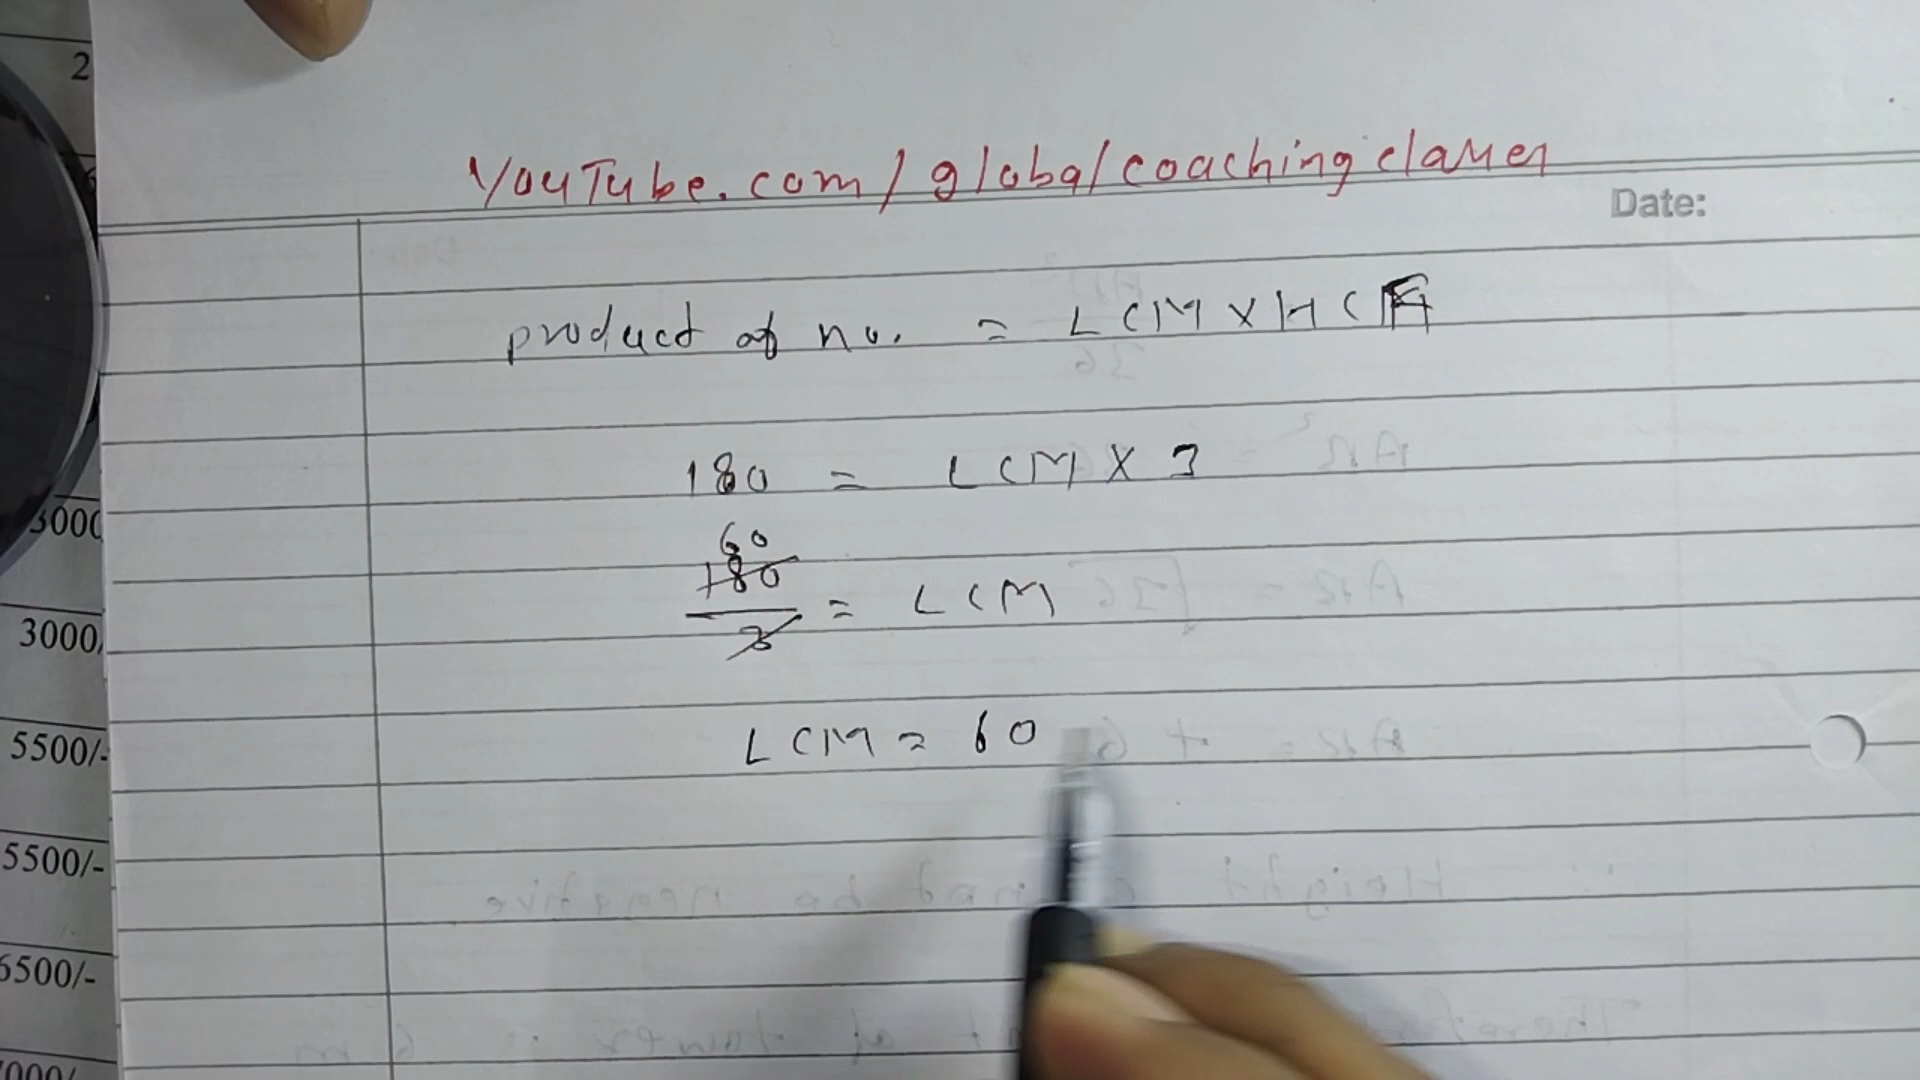 YouTube.com/globalcoachingclasses
Date:
product of no. = LCM X HCF
180 = LCM X 3
60
180
3
= LCM
LCM = 60
2
3000
3000/
5500/-
5500/-
6500/-